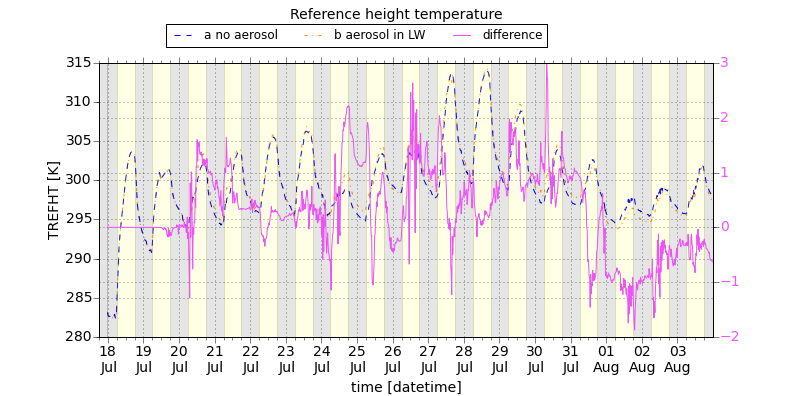 Reference height temperature
a no aerosol b aerosol in LW difference
315
310
305
300
295
290
285
280
TREFHT [K]
3
2
1
0
−1
−2
18 19 20 21 22 23 24 25 26 27 28 29 30 31 01 02 03
Jul Jul Jul Jul Jul Jul Jul Jul Jul Jul Jul Jul Jul Jul Aug Aug Aug
time [datetime]